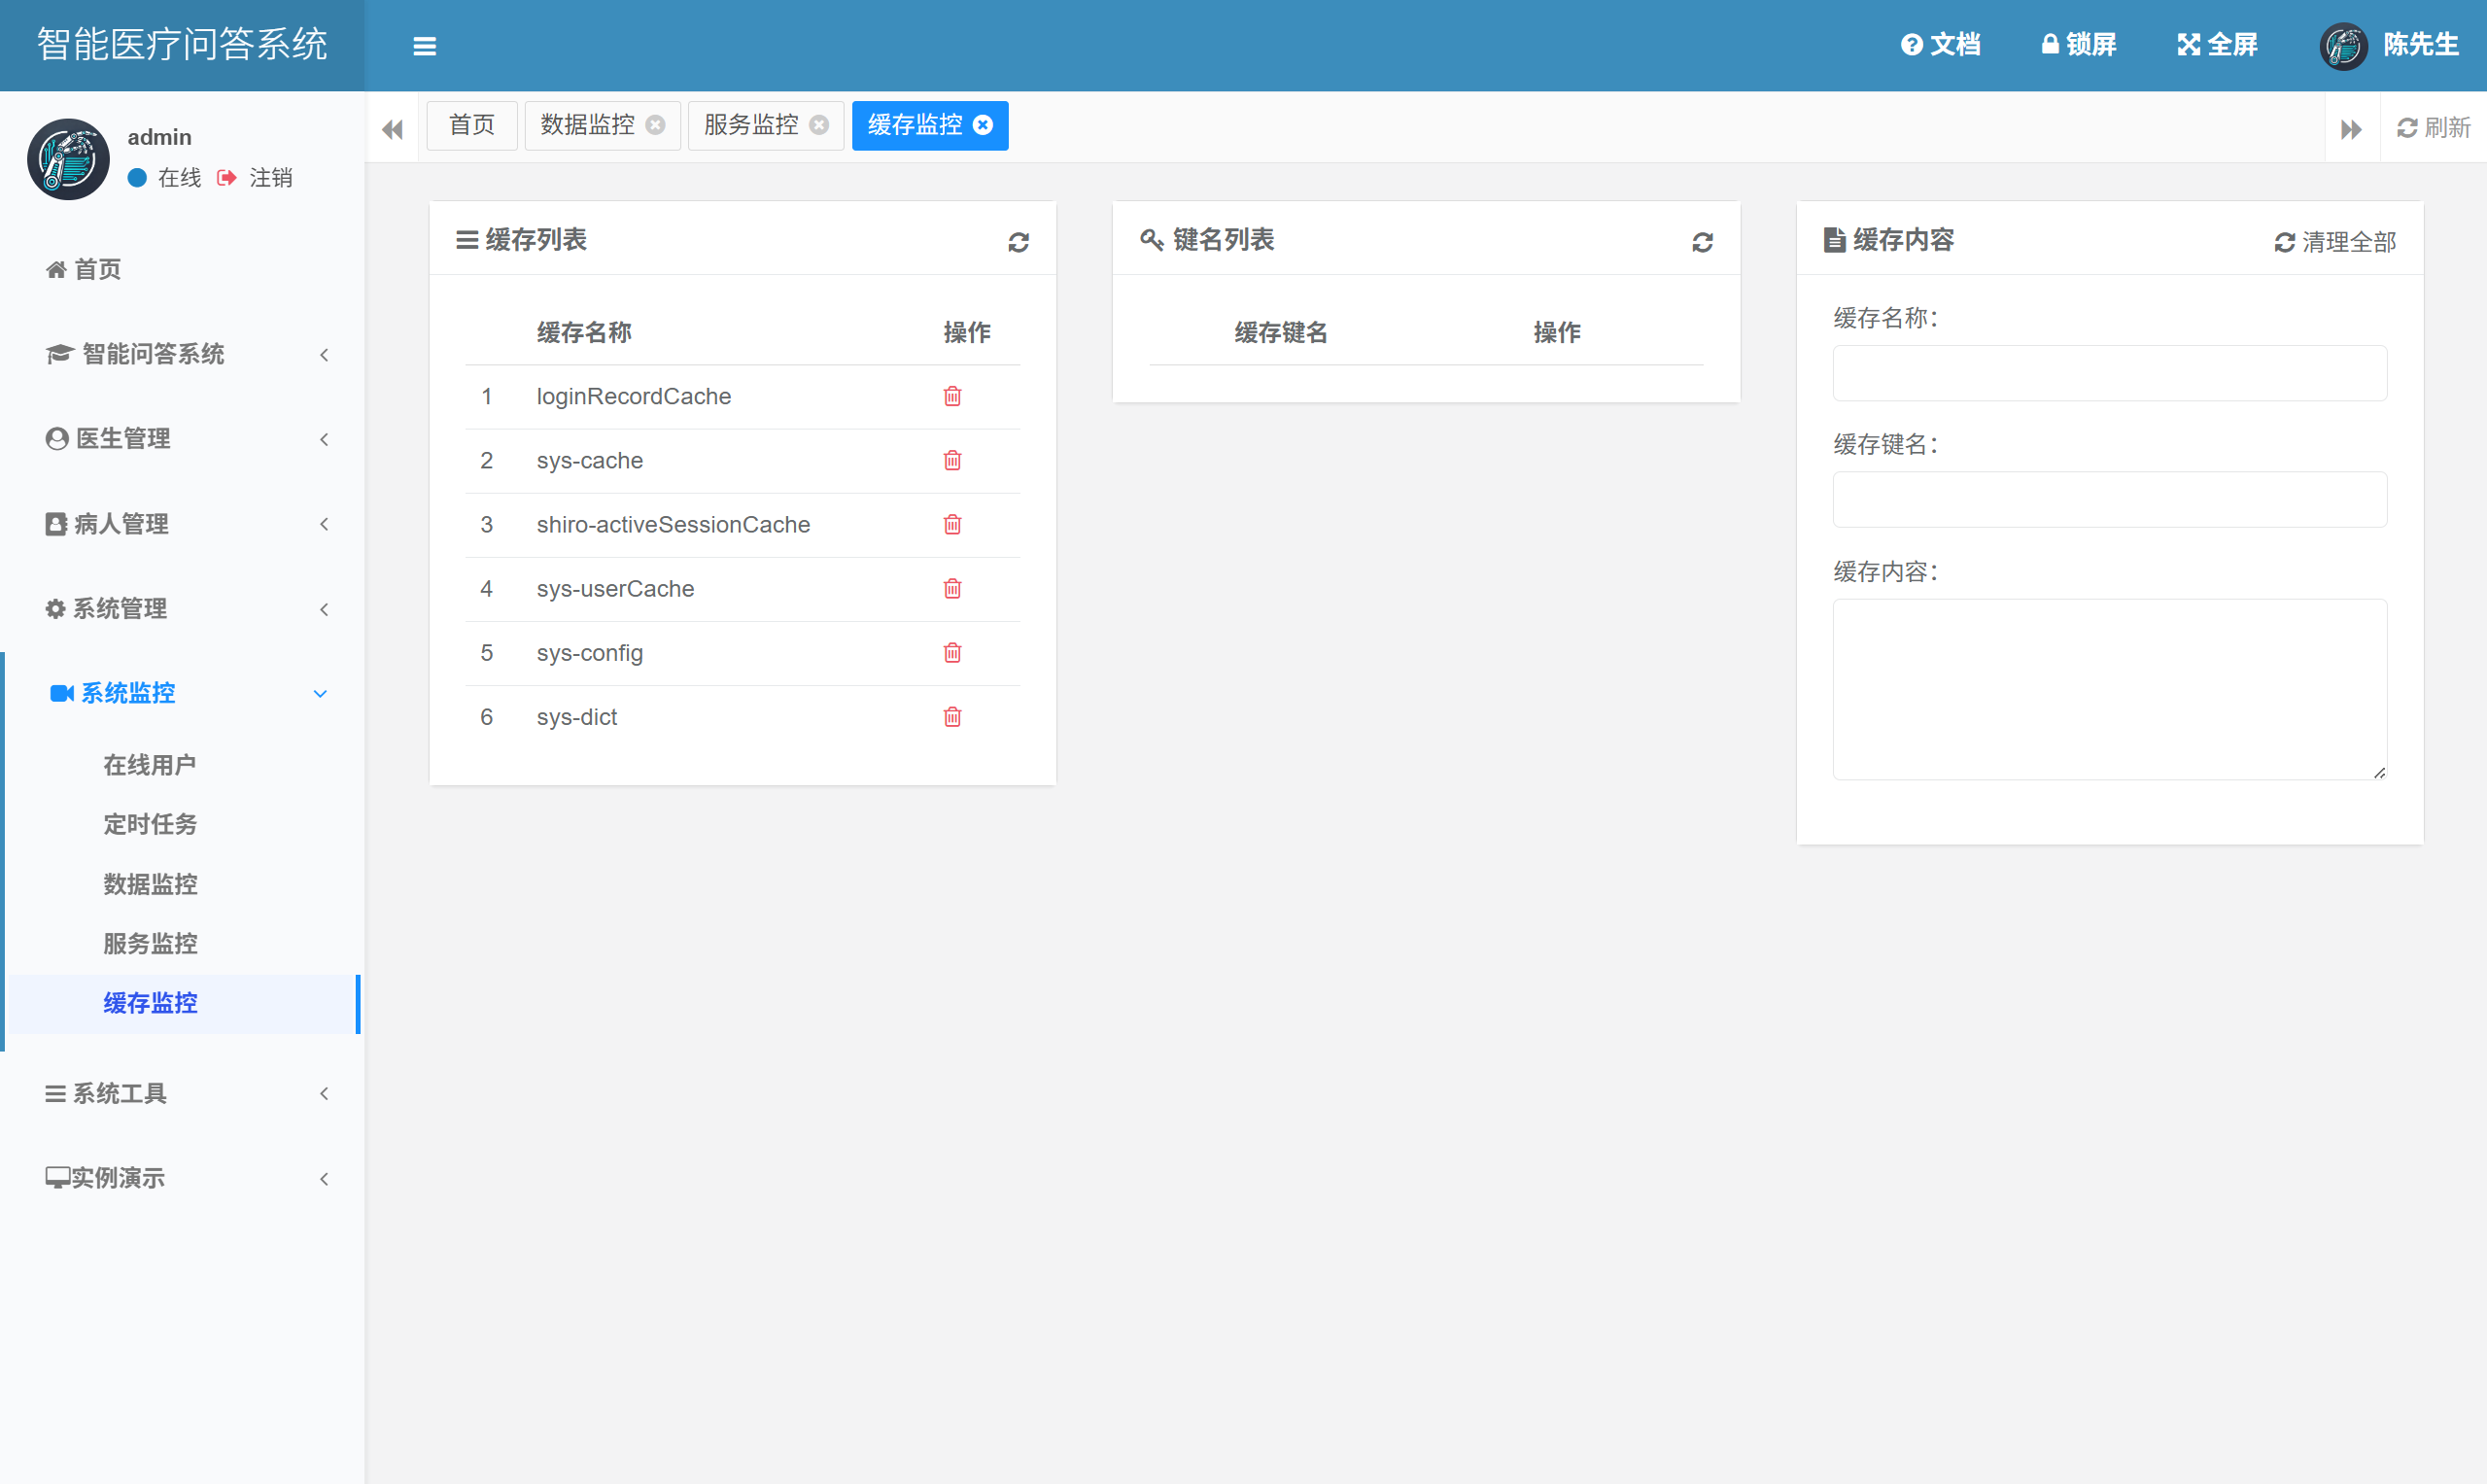 智能医疗问答系统
文档 锁屏 全屏 陈先生
admin
在线 注销
首页 数据监控 服务监控 缓存监控 刷新
首页
智能问答系统
医生管理
病人管理
系统管理
系统监控
在线用户
定时任务
数据监控
服务监控
缓存监控
系统工具
实例演示
缓存列表
缓存名称 操作
1 loginRecordCache
2 sys-cache
3 shiro-activeSessionCache
4 sys-userCache
5 sys-config
6 sys-dict
键名列表
缓存键名 操作
缓存内容 清理全部
缓存名称:
缓存键名:
缓存内容: